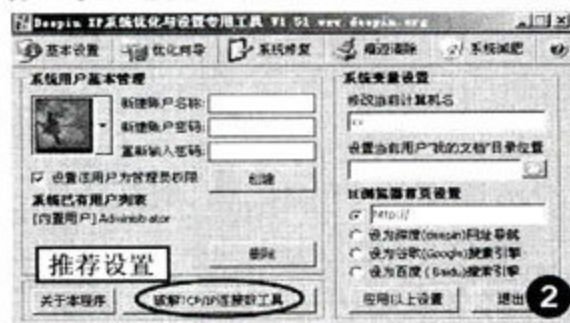 Deepin XP系统优化与设置专用工具 V1 51 www deepin.org
基本设置 优化向导 系统修复 痕迹清除 系统减肥
系统用户基本管理
新建账户名称:
新建账户密码:
重新输入密码:
设置该用户为管理员权限
创建
系统已有用户列表
[内置用户] Administrator
删除
推荐设置
关于本程序
破解TCP/IP连接数工具
系统变量设置
修改当前计算机名
设置当前用户"我的文档"目录位置
IE浏览器首页设置
http://
设为深度(deepin)网址导航
设为谷歌(Google)搜索引擎
设为百度(Baidu)搜索引擎
应用以上设置
退出
2